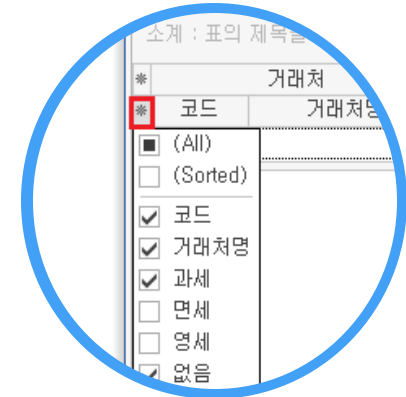 소계 : 표의 제목을
* 거래처
* 코드 거래처명
(All)
(Sorted)
코드
거래처명
과세
면세
영세
없음